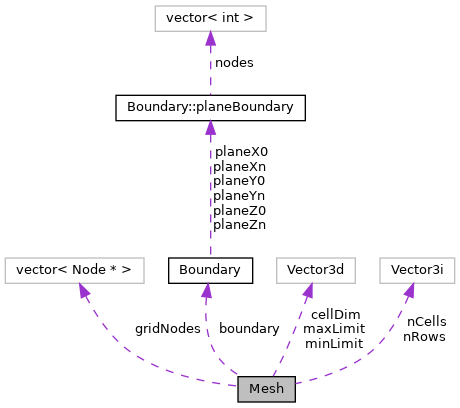 vector< int >
nodes
Boundary::planeBoundary
planeX0
planeXn
planeY0
planeYn
planeZ0
planeZn
vector< Node * >
Boundary
Vector3d
Vector3i
gridNodes
boundary
cellDim
maxLimit
minLimit
nCells
nRows
Mesh